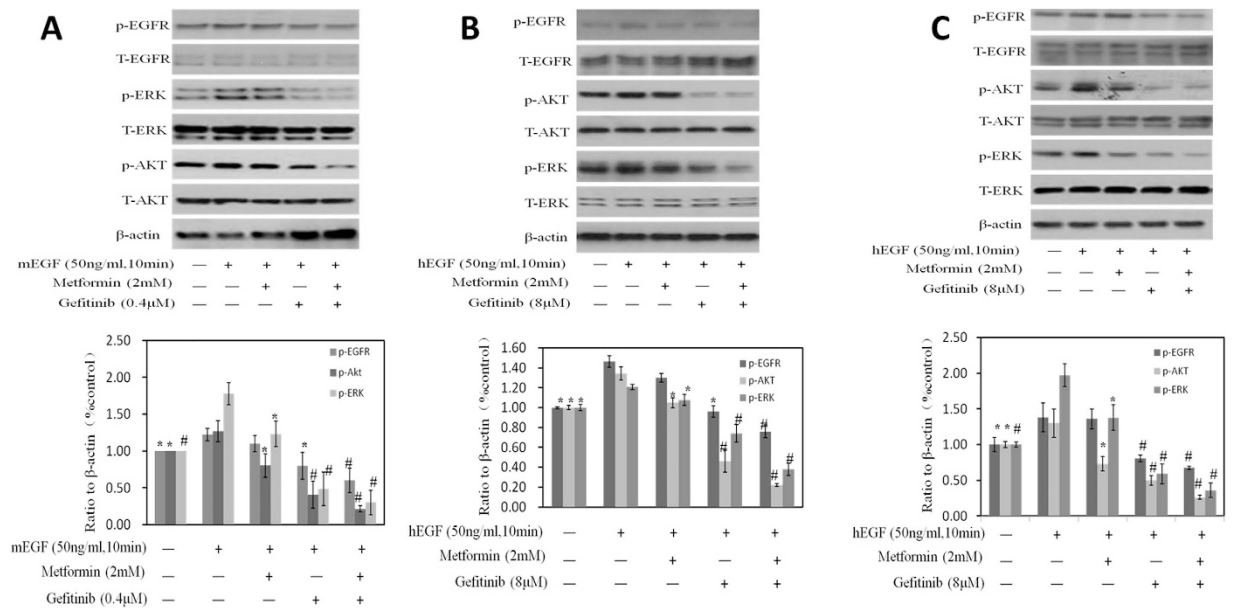 A
p-EGFR
T-EGFR
p-ERK
T-ERK
p-AKT
T-AKT
β-actin
mEGF (50ng/ml,10min) — + + + +
Metformin (2mM) — — + — +
Gefitinib (0.4μM) — — — + +
B
p-EGFR
T-EGFR
p-AKT
T-AKT
p-ERK
T-ERK
β-actin
hEGF (50ng/ml,10min) — + + + +
Metformin (2mM) — — + — +
Gefitinib (8μM) — — — + +
C
p-EGFR
T-EGFR
p-AKT
T-AKT
p-ERK
T-ERK
β-actin
hEGF (50ng/ml,10min) — + + + +
Metformin (2mM) — — + — +
Gefitinib (8μM) — — — + +
Ratio to β-actin (%control)
2.50
2.00
1.50
1.00
0.50
0.00
p-EGFR
p-Akt
p-ERK
* * #
* *
* # #
# # #
mEGF (50ng/ml,10min) — + + + +
Metformin (2mM) — — + — +
Gefitinib (0.4μM) — — — + +
Ratio to β-actin (%control)
1.60
1.40
1.20
1.00
0.80
0.60
0.40
0.20
0.00
p-EGFR
p-AKT
p-ERK
* * *
* *
* # #
# # #
hEGF (50ng/ml,10min) — + + + +
Metformin (2mM) — — + — +
Gefitinib (8μM) — — — + +
Ratio to β-actin (%control)
2.50
2.00
1.50
1.00
0.50
0.00
p-EGFR
p-AKT
p-ERK
* * #
* *
# # #
# # #
hEGF (50ng/ml,10min) — + + + +
Metformin (2mM) — — + — +
Gefitinib (8μM) — — — + +